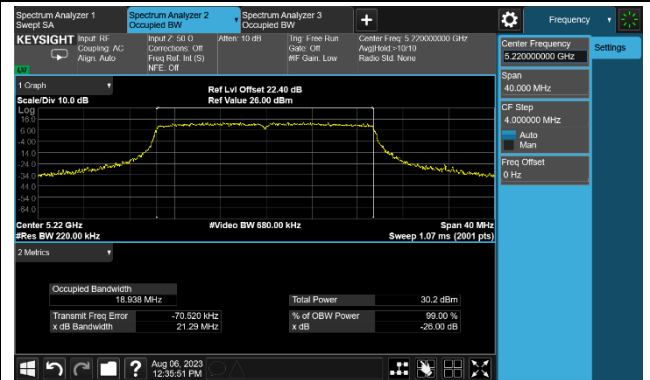 Spectrum Analyzer 1
Swept SA
Spectrum Analyzer 2
Occupied BW
Spectrum Analyzer 3
Occupied BW
+
Frequency
KEYSIGHT
Input: RF
Coupling: AC
Align: Auto
Input Z: 50 Ω
Corrections: Off
Freq Ref: Int (S)
NFE: Off
Atten: 10 dB
Trig: Free Run
Gate: Off
#IF Gain: Low
Center Freq: 5.220000000 GHz
Avg|Hold:>10/10
Radio Std: None
Center Frequency
5.220000000 GHz
Settings
Span
40.000 MHz
CF Step
4.000000 MHz
Auto
Man
Freq Offset
0 Hz
1 Graph
Scale/Div 10.0 dB
Ref Lvl Offset 22.40 dB
Ref Value 26.00 dBm
Log
16.0
6.00
-4.00
-14.0
-24.0
-34.0
-44.0
-54.0
-64.0
Center 5.22 GHz
#Res BW 220.00 kHz
#Video BW 680.00 kHz
Span 40 MHz
Sweep 1.07 ms (2001 pts)
2 Metrics
Occupied Bandwidth
18.938 MHz
Total Power 30.2 dBm
Transmit Freq Error -70.520 kHz
% of OBW Power 99.00 %
x dB Bandwidth 21.29 MHz
x dB -26.00 dB
?
Aug 06, 2023
12:35:51 PM